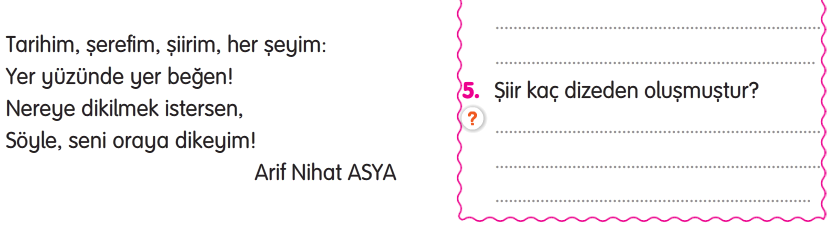 Tarihim, şerefim, şiirim, her şeyim:
Yer yüzünde yer beğen!
Nereye dikilmek istersen,
Söyle, seni oraya dikeyim!
Arif Nihat ASYA
5. Şiir kaç dizeden oluşmuştur?
?